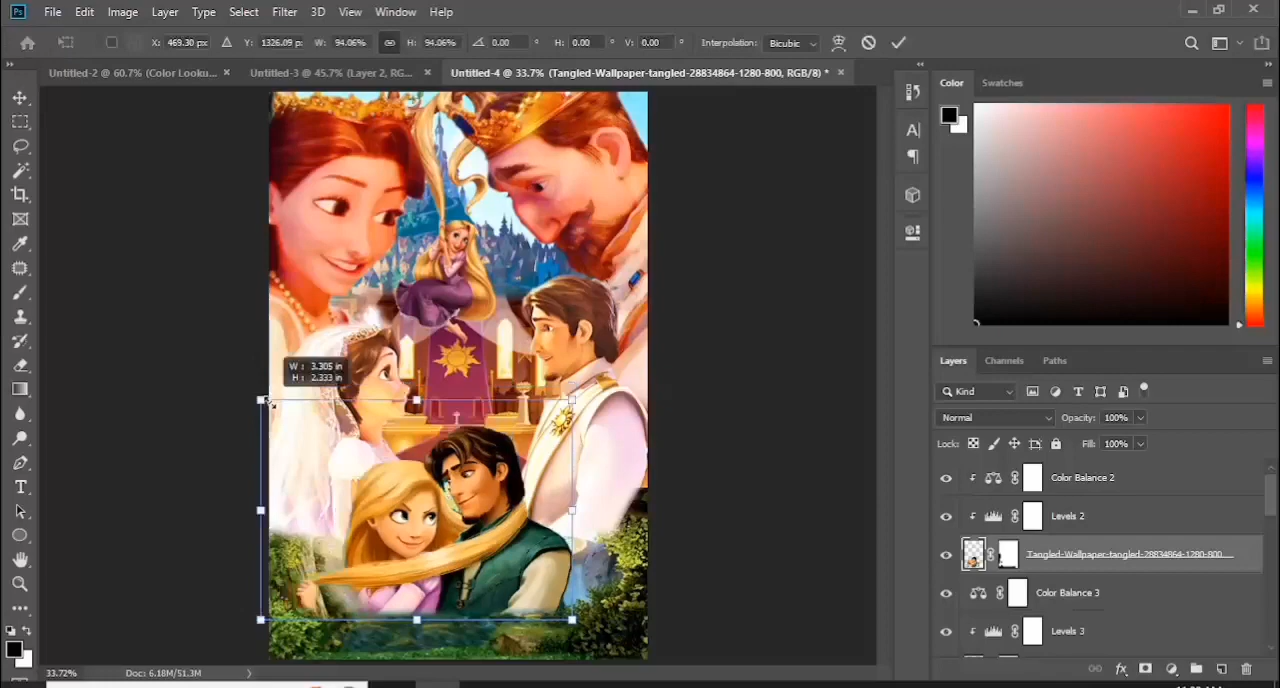 Ps File Edit Image Layer Type Select Filter 3D View Window Help
X: 469.30 px Y: 1326.09 px W: 94.06% H: 94.06% 0.00 ° H: 0.00 ° V: 0.00 ° Interpolation: Bicubic
Untitled-2 @ 60.7% (Color Looku... × Untitled-3 @ 45.7% (Layer 2, RG... × Untitled-4 @ 33.7% (Tangled-Wallpaper-tangled-28834864-1280-800, RGB/8) * ×
Color Swatches
W : 3.305 in
H : 2.333 in
Layers Channels Paths
Kind
Normal Opacity: 100%
Lock: Fill: 100%
Color Balance 2
Levels 2
Tangled-Wallpaper-tangled-28834864-1280-800...
Color Balance 3
Levels 3
33.72% Doc: 6.18M/51.3M